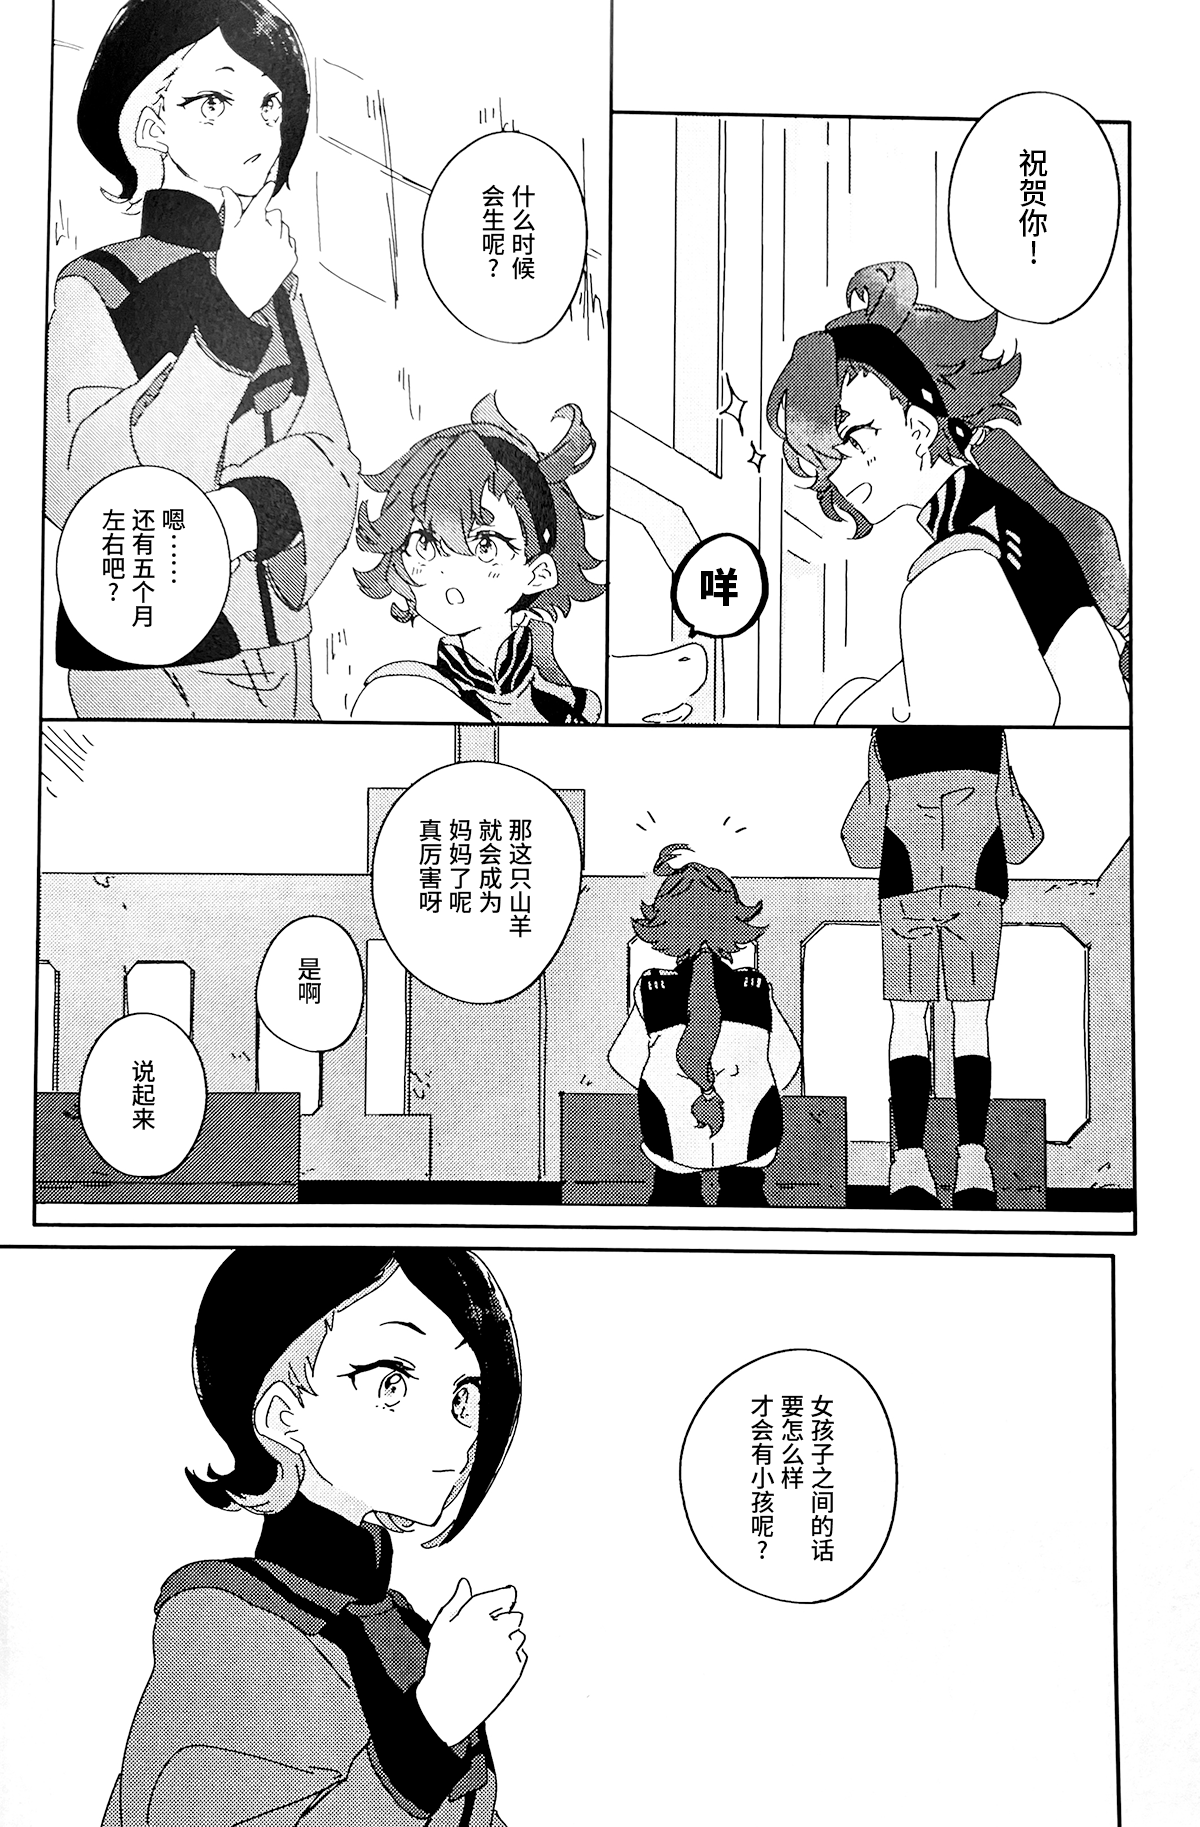 祝贺你！
咩
什么时候
会生呢？
嗯……
还有五个月
左右吧？
那这只山羊
就会成为
妈妈了呢
真厉害呀
是啊
说起来
女孩子之间的话
要怎么样
才会有小孩呢？